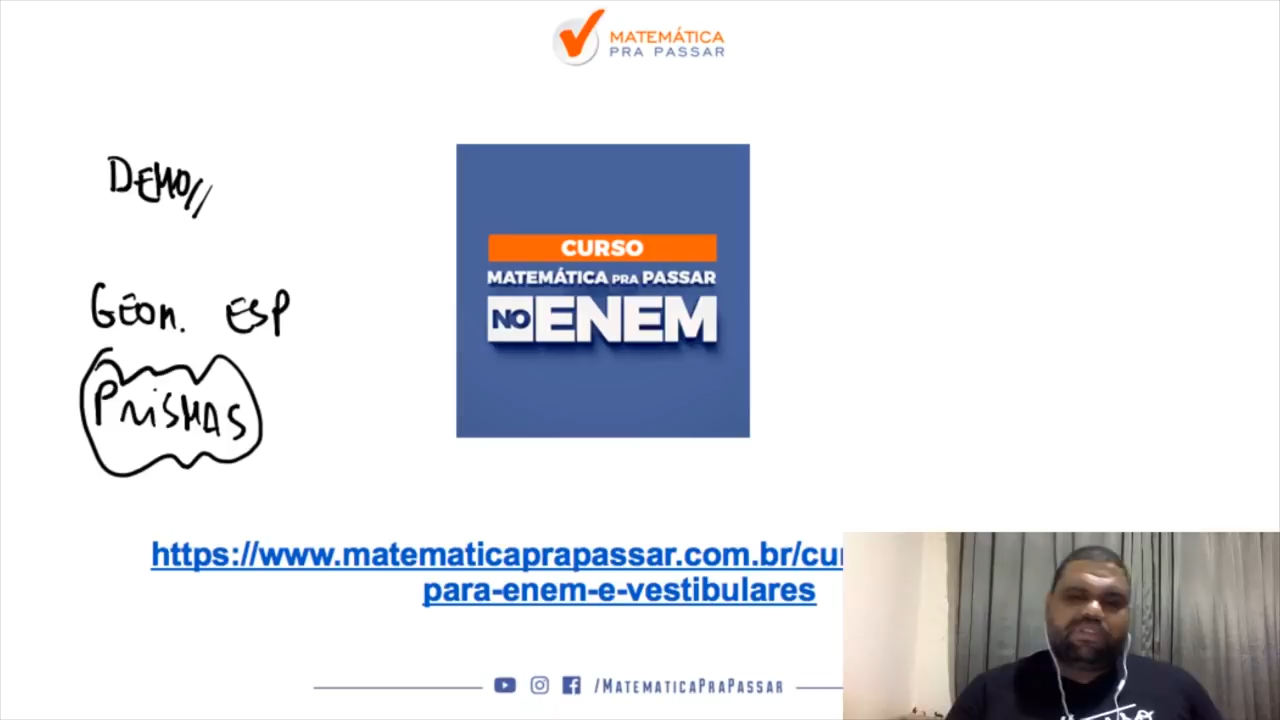 MATEMÁTICA
PRA PASSAR
DEMO//
CURSO
MATEMÁTICA PRA PASSAR
NO ENEM
GEOM. ESP
PRISMAS
https://www.matematicaprapassar.com.br/cur
para-enem-e-vestibulares
/MATEMATICAPRAPASSAR